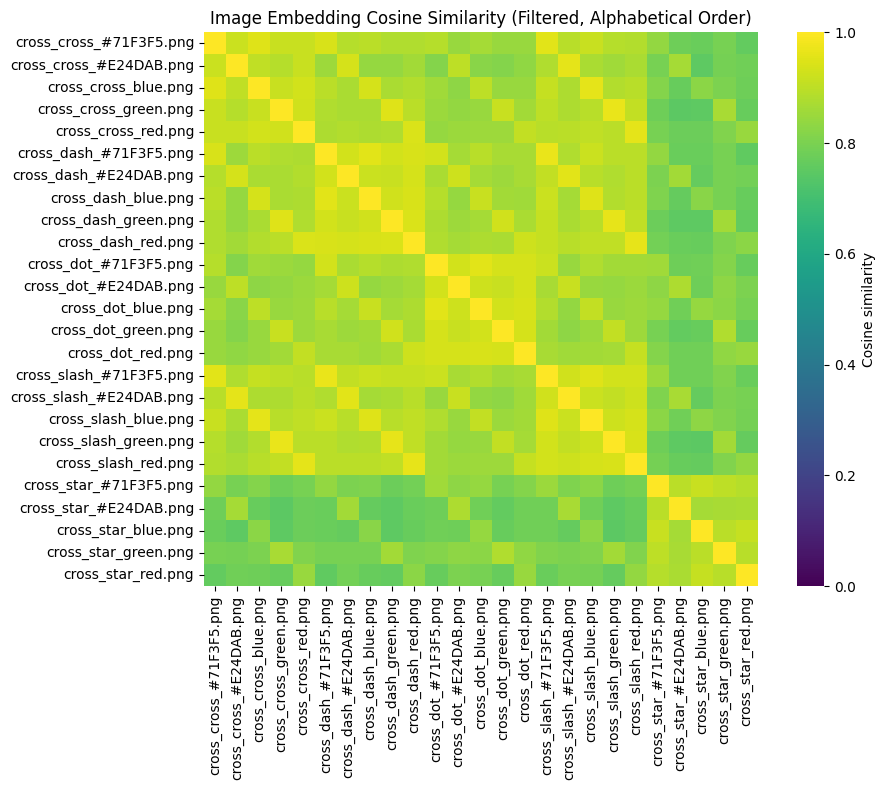 Image Embedding Cosine Similarity (Filtered, Alphabetical Order)
cross_cross_#71F3F5.png
cross_cross_#E24DAB.png
cross_cross_blue.png
cross_cross_green.png
cross_cross_red.png
cross_dash_#71F3F5.png
cross_dash_#E24DAB.png
cross_dash_blue.png
cross_dash_green.png
cross_dash_red.png
cross_dot_#71F3F5.png
cross_dot_#E24DAB.png
cross_dot_blue.png
cross_dot_green.png
cross_dot_red.png
cross_slash_#71F3F5.png
cross_slash_#E24DAB.png
cross_slash_blue.png
cross_slash_green.png
cross_slash_red.png
cross_star_#71F3F5.png
cross_star_#E24DAB.png
cross_star_blue.png
cross_star_green.png
cross_star_red.png
cross_cross_#71F3F5.png
cross_cross_#E24DAB.png
cross_cross_blue.png
cross_cross_green.png
cross_cross_red.png
cross_dash_#71F3F5.png
cross_dash_#E24DAB.png
cross_dash_blue.png
cross_dash_green.png
cross_dash_red.png
cross_dot_#71F3F5.png
cross_dot_#E24DAB.png
cross_dot_blue.png
cross_dot_green.png
cross_dot_red.png
cross_slash_#71F3F5.png
cross_slash_#E24DAB.png
cross_slash_blue.png
cross_slash_green.png
cross_slash_red.png
cross_star_#71F3F5.png
cross_star_#E24DAB.png
cross_star_blue.png
cross_star_green.png
cross_star_red.png
1.0
0.8
0.6
0.4
0.2
0.0
Cosine similarity